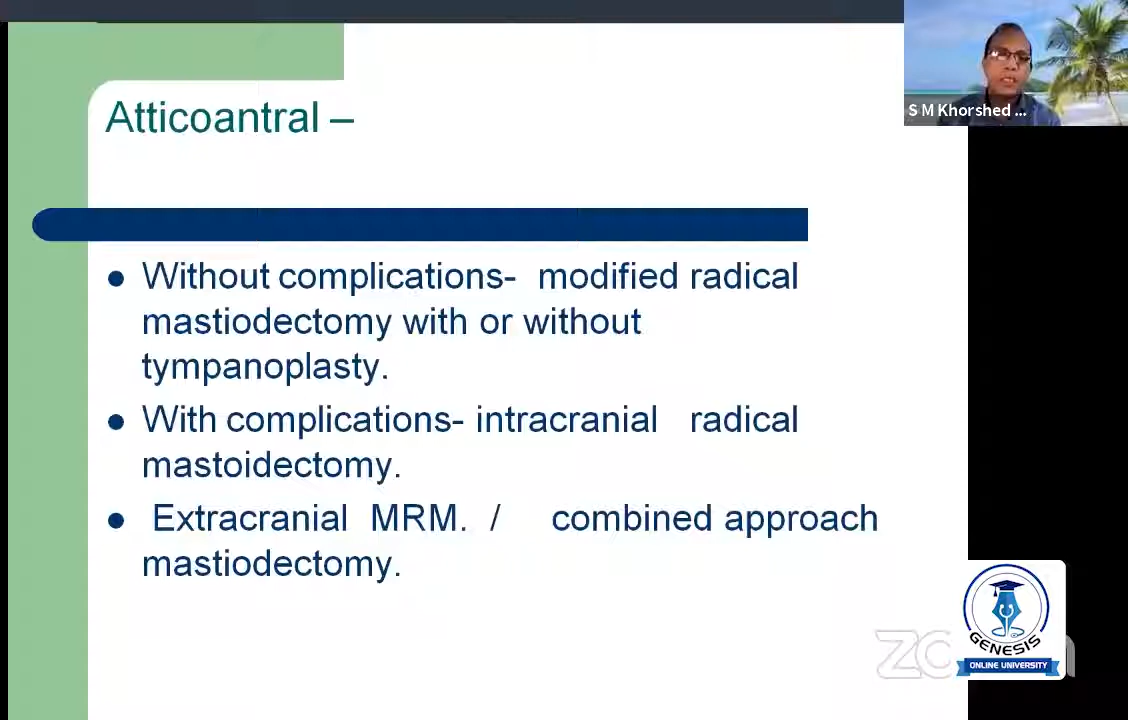 S M Khorshed ...
Atticoantral –
Without complications- modified radical
mastiodectomy with or without
tympanoplasty.
With complications- intracranial radical
mastoidectomy.
Extracranial MRM. / combined approach
mastiodectomy.
GENESIS
ONLINE UNIVERSITY